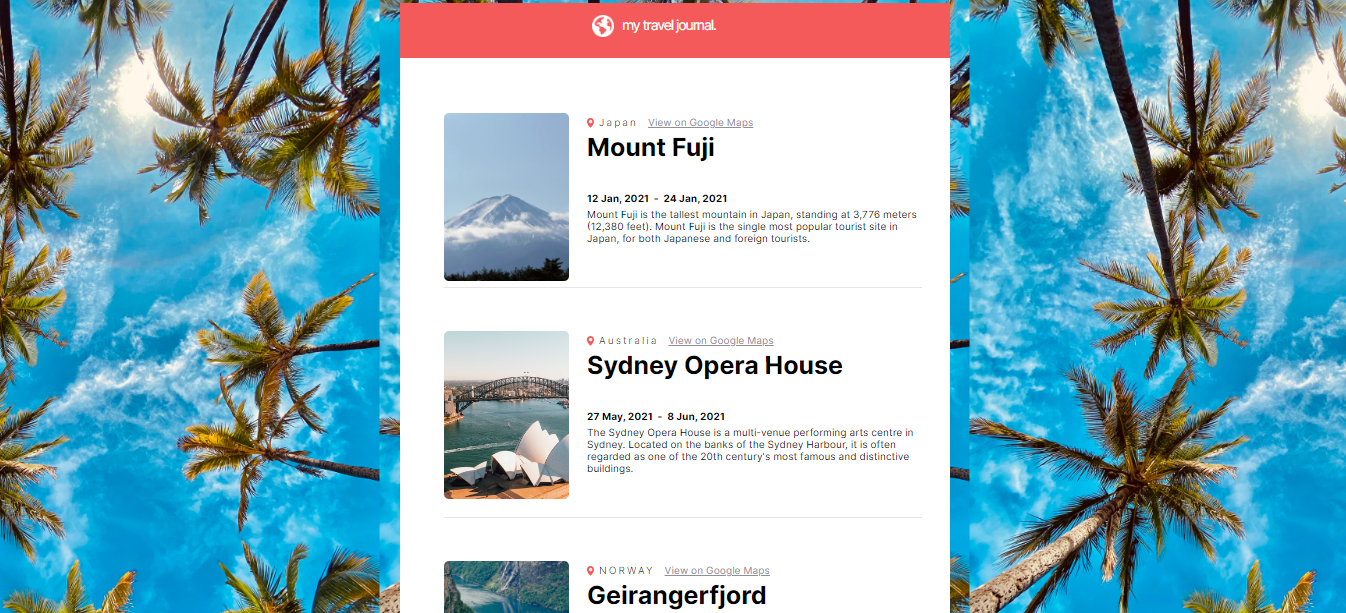 my travel journal.
Japan View on Google Maps
Mount Fuji
12 Jan, 2021 - 24 Jan, 2021
Mount Fuji is the tallest mountain in Japan, standing at 3,776 meters
(12,380 feet). Mount Fuji is the single most popular tourist site in
Japan, for both Japanese and foreign tourists.
Australia View on Google Maps
Sydney Opera House
27 May, 2021 - 8 Jun, 2021
The Sydney Opera House is a multi-venue performing arts centre in
Sydney. Located on the banks of the Sydney Harbour, it is often
regarded as one of the 20th century's most famous and distinctive
buildings.
NORWAY View on Google Maps
Geirangerfjord